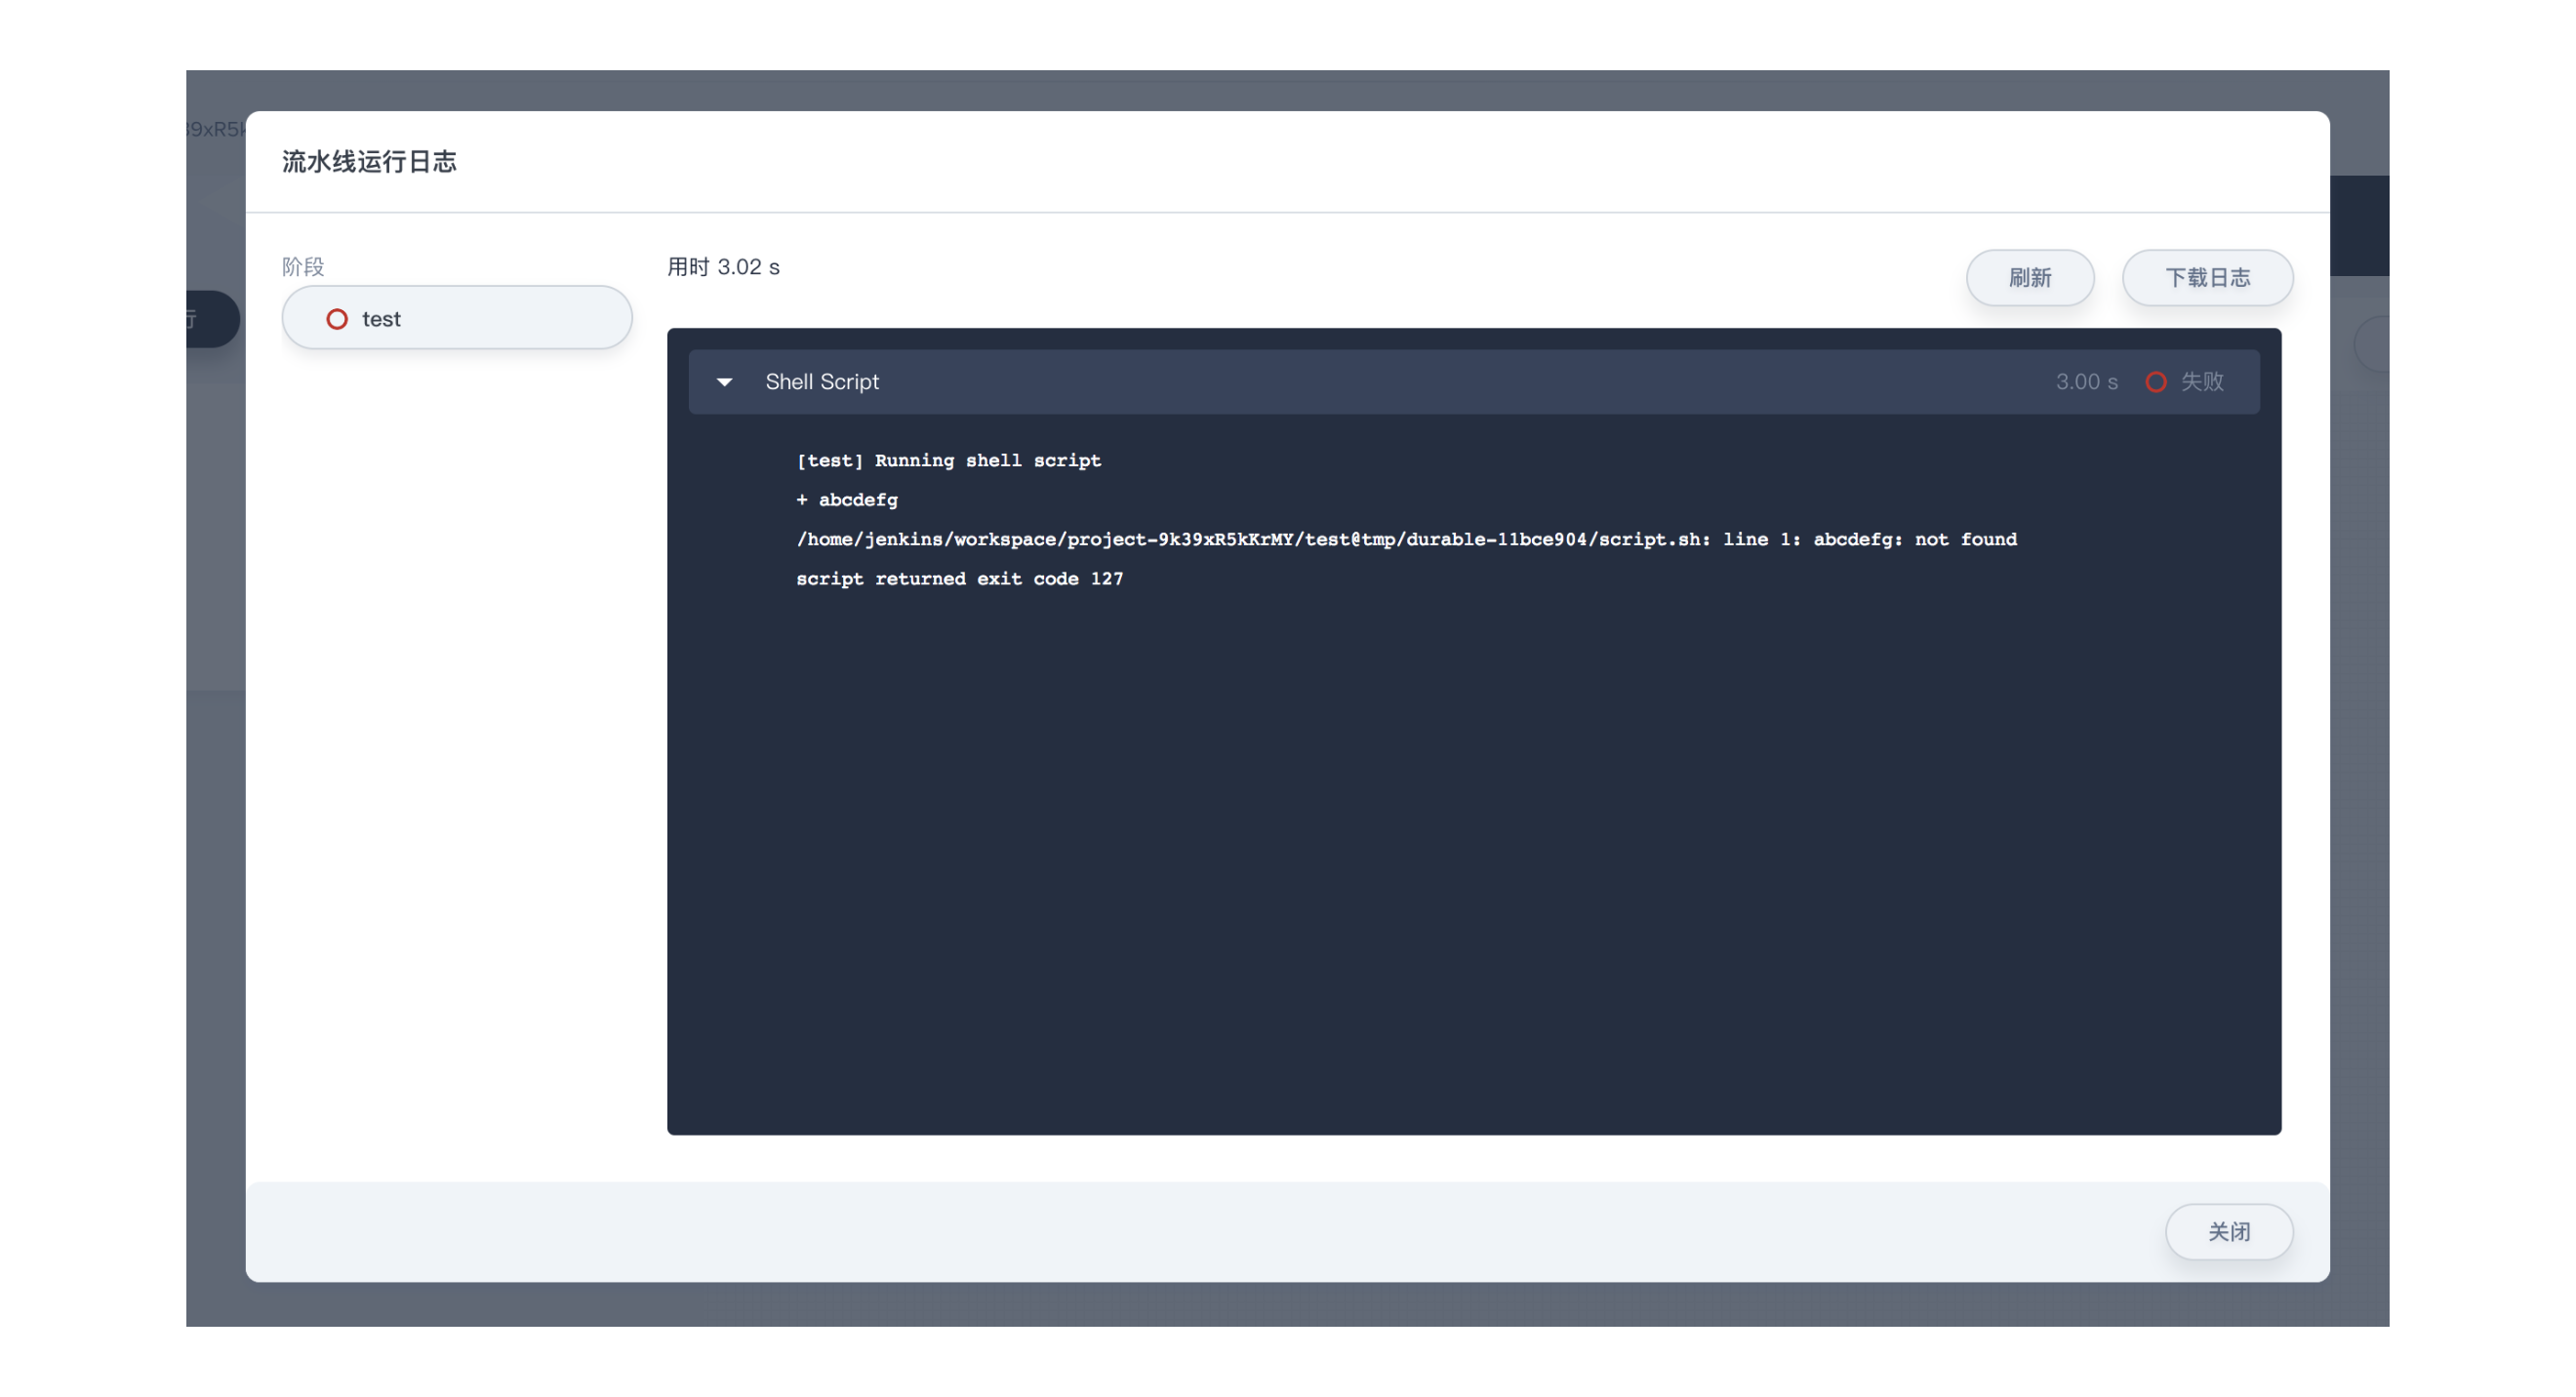 39xR5k
流水线运行日志
阶段
用时 3.02 s
刷新
下载日志
行
test
Shell Script
3.00 s
失败
[test] Running shell script
+ abcdefg
/home/jenkins/workspace/project-9k39xR5kKrMY/test@tmp/durable-11bce904/script.sh: line 1: abcdefg: not found
script returned exit code 127
关闭